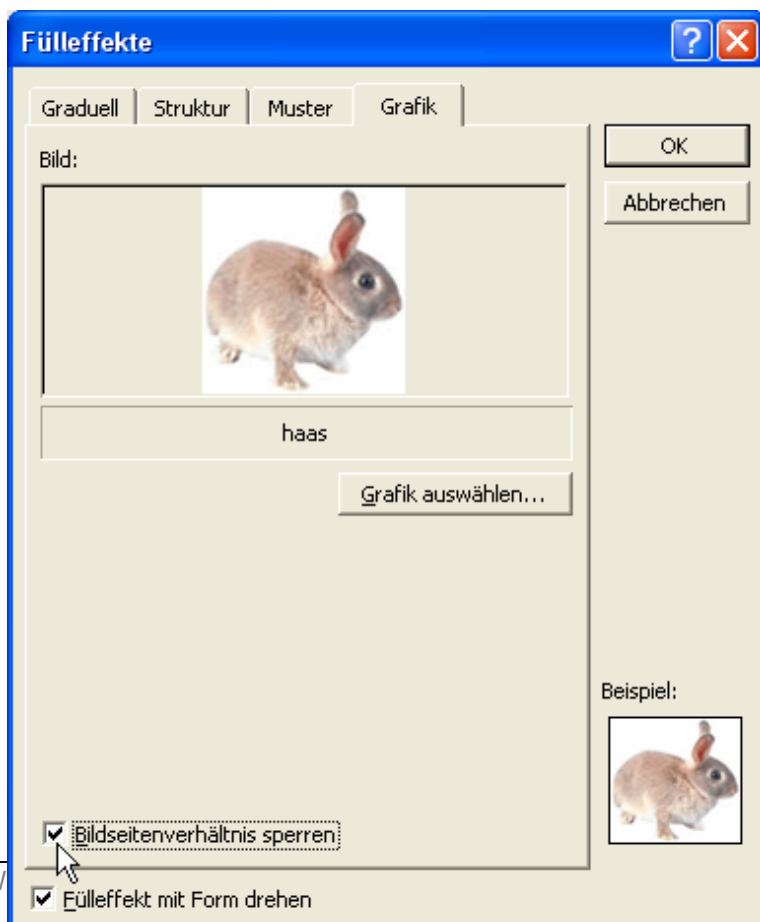 Fülleffekte
Graduell Struktur Muster Grafik
Bild:
OK
Abbrechen
haas
Grafik auswählen...
Beispiel:
Bildseitenverhältnis sperren
Fülleffekt mit Form drehen